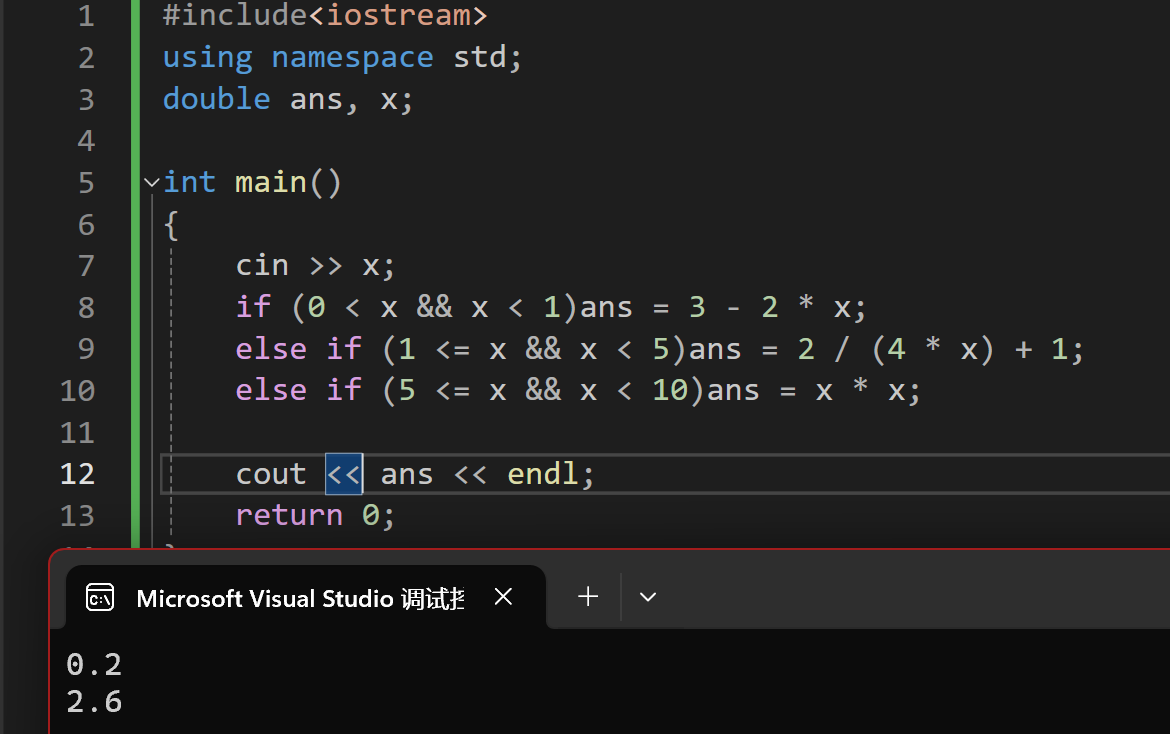 1 #include<iostream>
2 using namespace std;
3 double ans, x;
4
5 int main()
6 {
7 cin >> x;
8 if (0 < x && x < 1)ans = 3 - 2 * x;
9 else if (1 <= x && x < 5)ans = 2 / (4 * x) + 1;
10 else if (5 <= x && x < 10)ans = x * x;
11
12 cout << ans << endl;
13 return 0;
Microsoft Visual Studio 调试
0.2
2.6